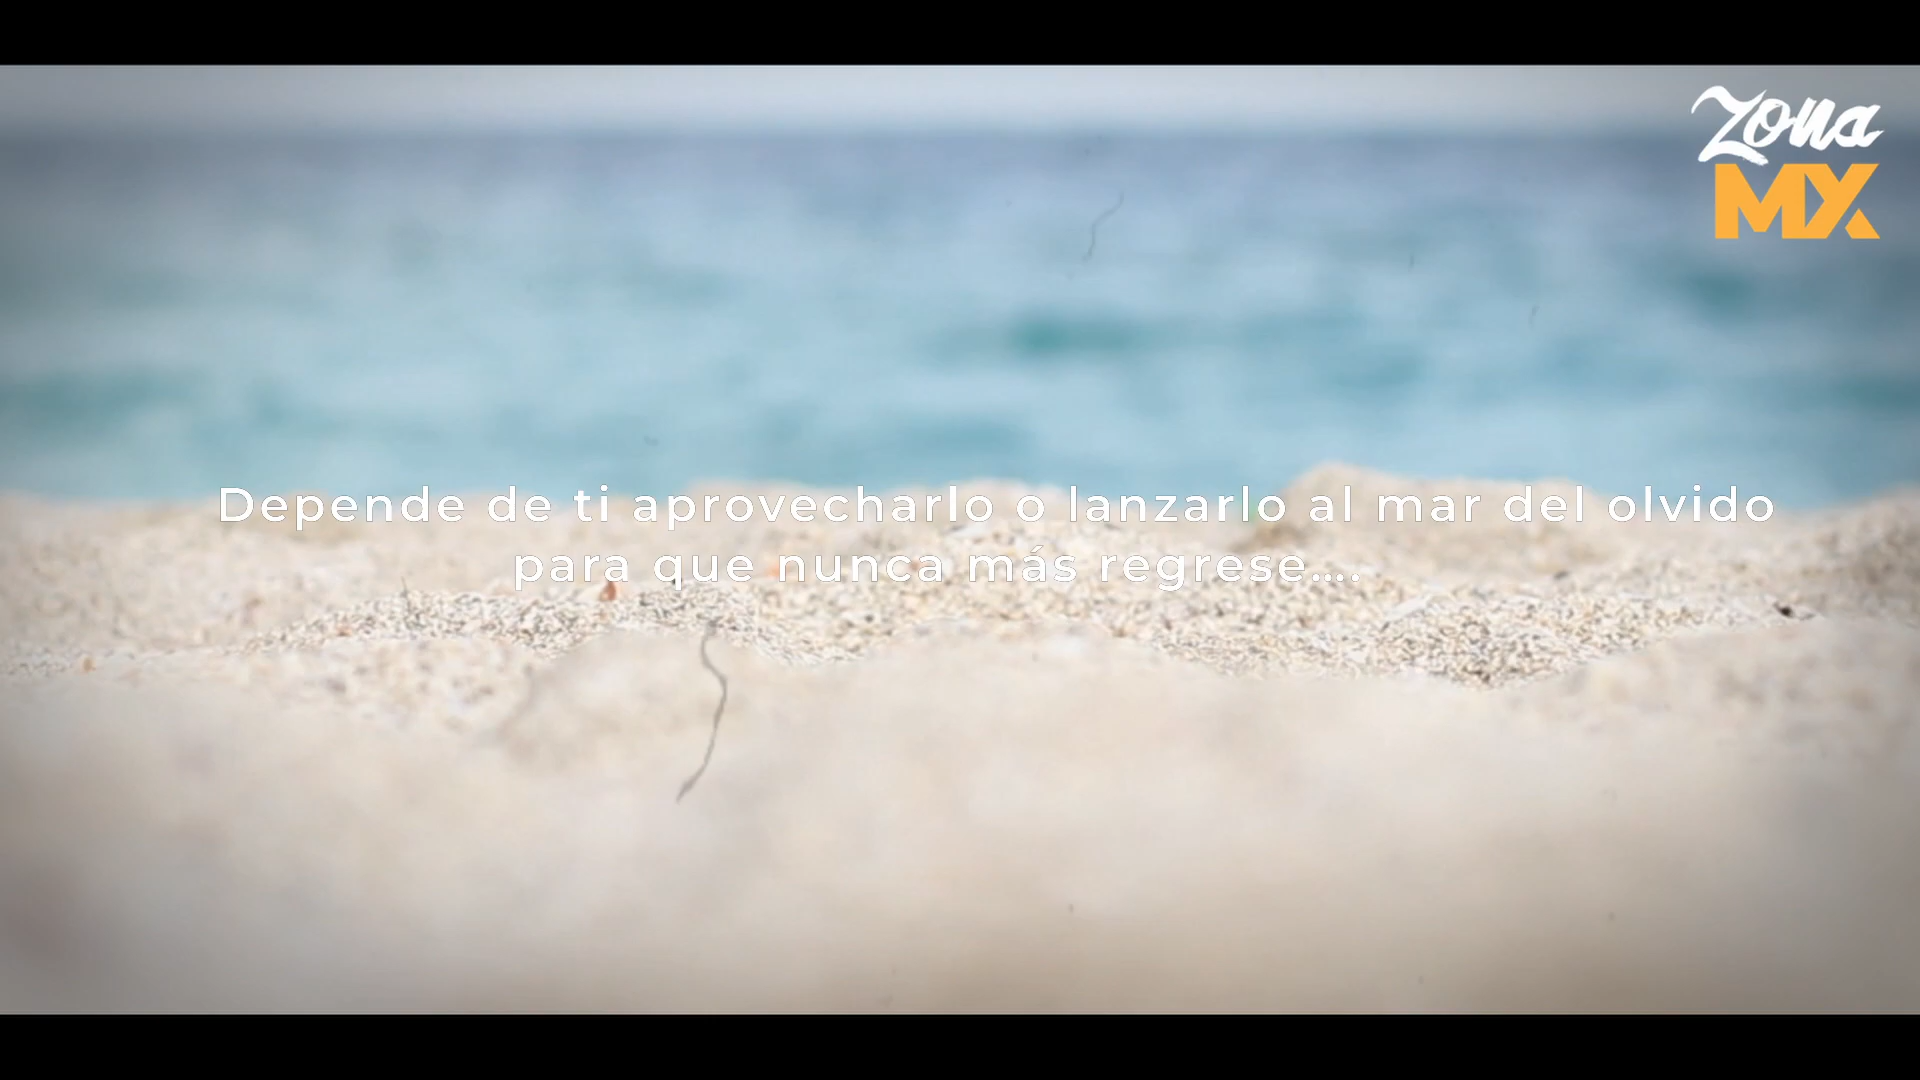 Zona
MX
Depende de ti aprovecharlo o lanzarlo al mar del olvido
para que nunca más regrese....